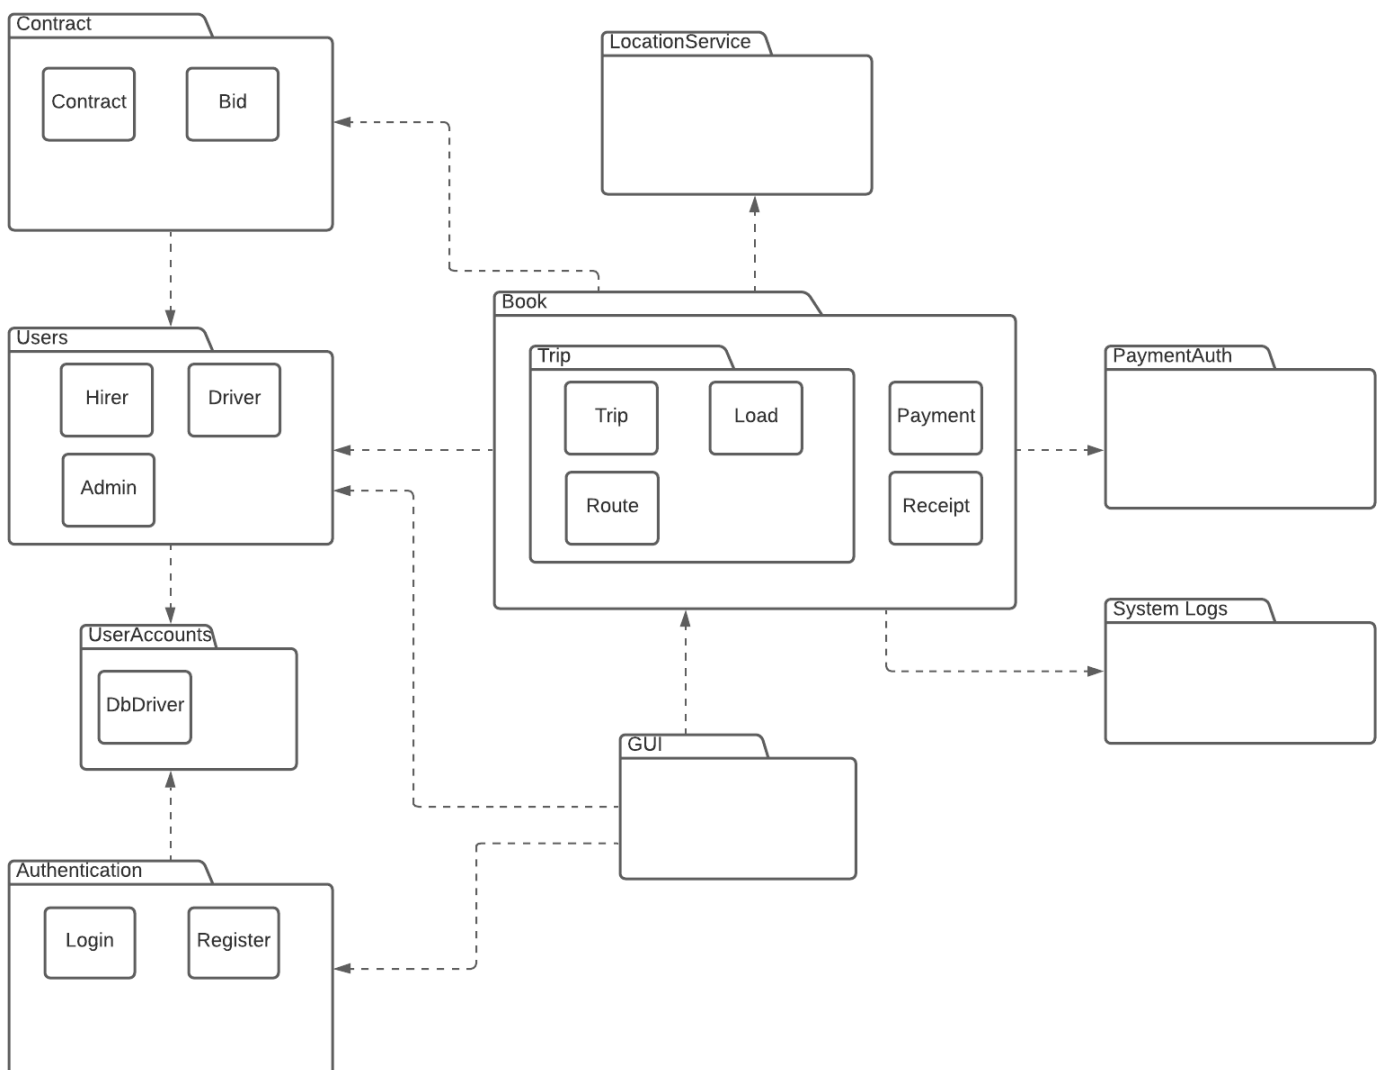 Contract
Contract
Bid
LocationService
Users
Hirer
Driver
Admin
Book
Trip
Trip
Load
Route
Payment
Receipt
PaymentAuth
System Logs
UserAccounts
DbDriver
GUI
Authentication
Login
Register